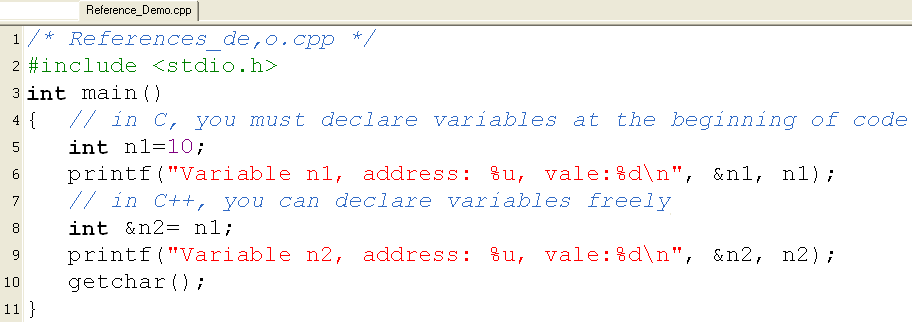 Reference_Demo.cpp
1 /* References_de,o.cpp */
2 #include <stdio.h>
3 int main()
4 {  // in C, you must declare variables at the beginning of code
5    int n1=10;
6    printf("Variable n1, address: %u, vale:%d\n", &n1, n1);
7    // in C++, you can declare variables freely
8    int &n2= n1;
9    printf("Variable n2, address: %u, vale:%d\n", &n2, n2);
10    getchar();
11 }